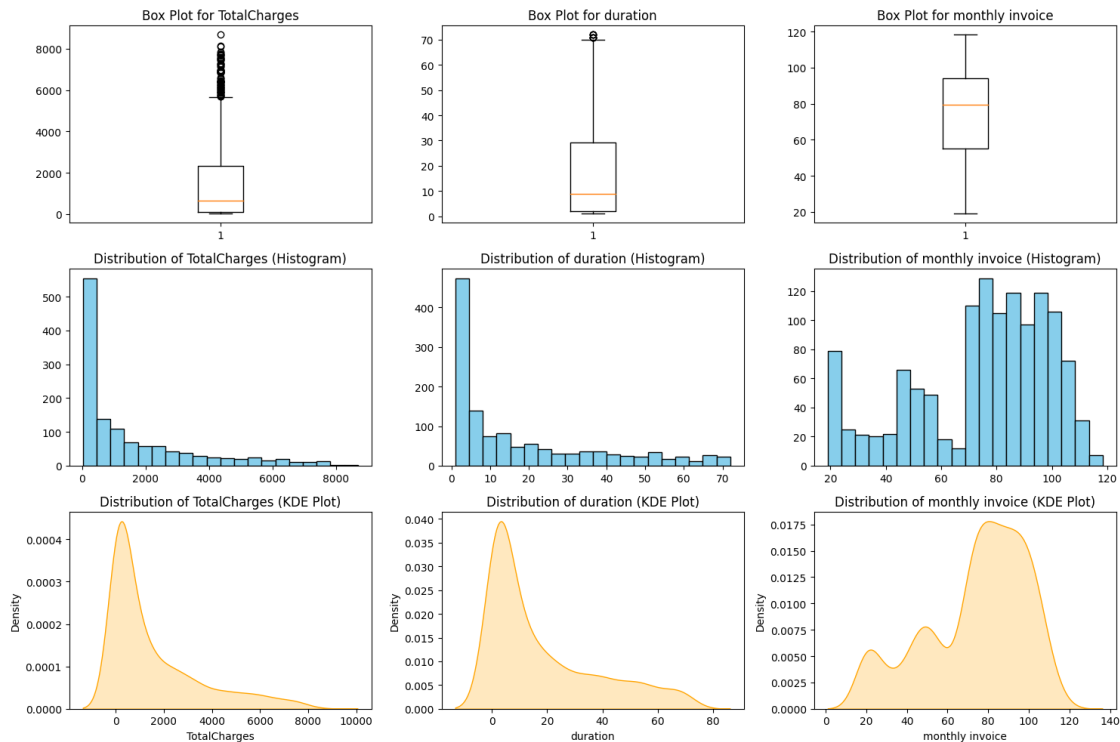 Box Plot for TotalCharges
8000
6000
4000
2000
0
1
Box Plot for duration
70
60
50
40
30
20
10
0
1
Box Plot for monthly invoice
120
100
80
60
40
20
1
Distribution of TotalCharges (Histogram)
500
400
300
200
100
0
0 2000 4000 6000 8000
Distribution of duration (Histogram)
400
300
200
100
0
0 10 20 30 40 50 60 70
Distribution of monthly invoice (Histogram)
120
100
80
60
40
20
0
20 40 60 80 100 120
Distribution of TotalCharges (KDE Plot)
Density
0.0004
0.0003
0.0002
0.0001
0.0000
0 2000 4000 6000 8000 10000
TotalCharges
Distribution of duration (KDE Plot)
Density
0.040
0.035
0.030
0.025
0.020
0.015
0.010
0.005
0.000
0 20 40 60 80
duration
Distribution of monthly invoice (KDE Plot)
Density
0.0175
0.0150
0.0125
0.0100
0.0075
0.0050
0.0025
0.0000
0 20 40 60 80 100 120 140
monthly invoice